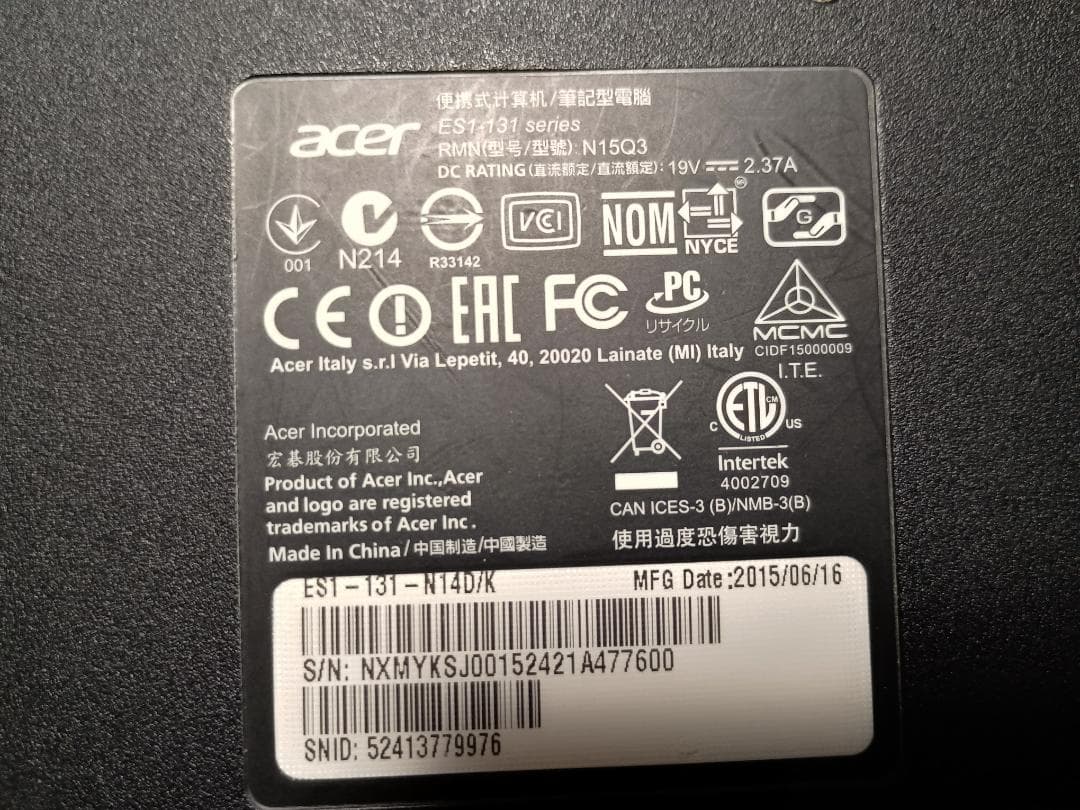 便携式计算机/筆記型電腦
acer
ES1-131 series
RMN(型号/型號): N15Q3
DC RATING(直流额定/直流額定): 19V 2.37A
001
N214
R33142
VCI
NOM
NYCE
G
CE
EAC
FC
PC
リサイクル
MCMC
CIDF15000009
Acer Italy s.r.l Via Lepetit, 40, 20020 Lainate (MI) Italy
I.T.E.
ETL CM
C LISTED US
Intertek
4002709
Acer Incorporated
宏碁股份有限公司
Product of Acer Inc.,Acer
and logo are registered
trademarks of Acer Inc.
Made In China/中国制造/中國製造
CAN ICES-3 (B)/NMB-3(B)
使用過度恐傷害視力
ES1-131-N14D/K
MFG Date:2015/06/16
S/N: NXMYKSJ00152421A477600
SNID: 52413779976